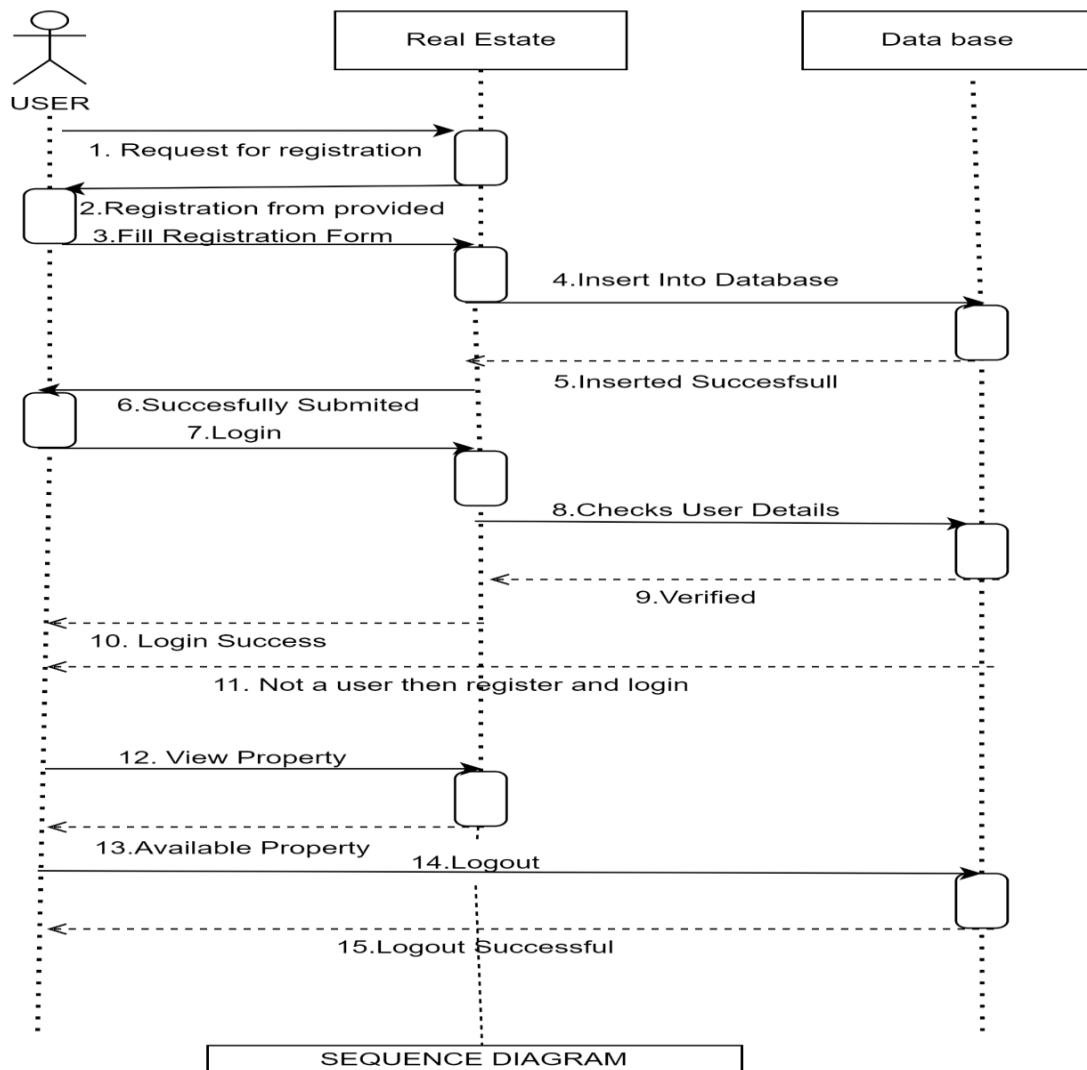 Real Estate
Data base
USER
1. Request for registration
2.Registration from provided
3.Fill Registration Form
4.Insert Into Database
5.Inserted Succesfsull
6.Succesfully Submited
7.Login
8.Checks User Details
9.Verified
10. Login Success
11. Not a user then register and login
12. View Property
13.Available Property
14.Logout
15.Logout Successful
SEQUENCE DIAGRAM